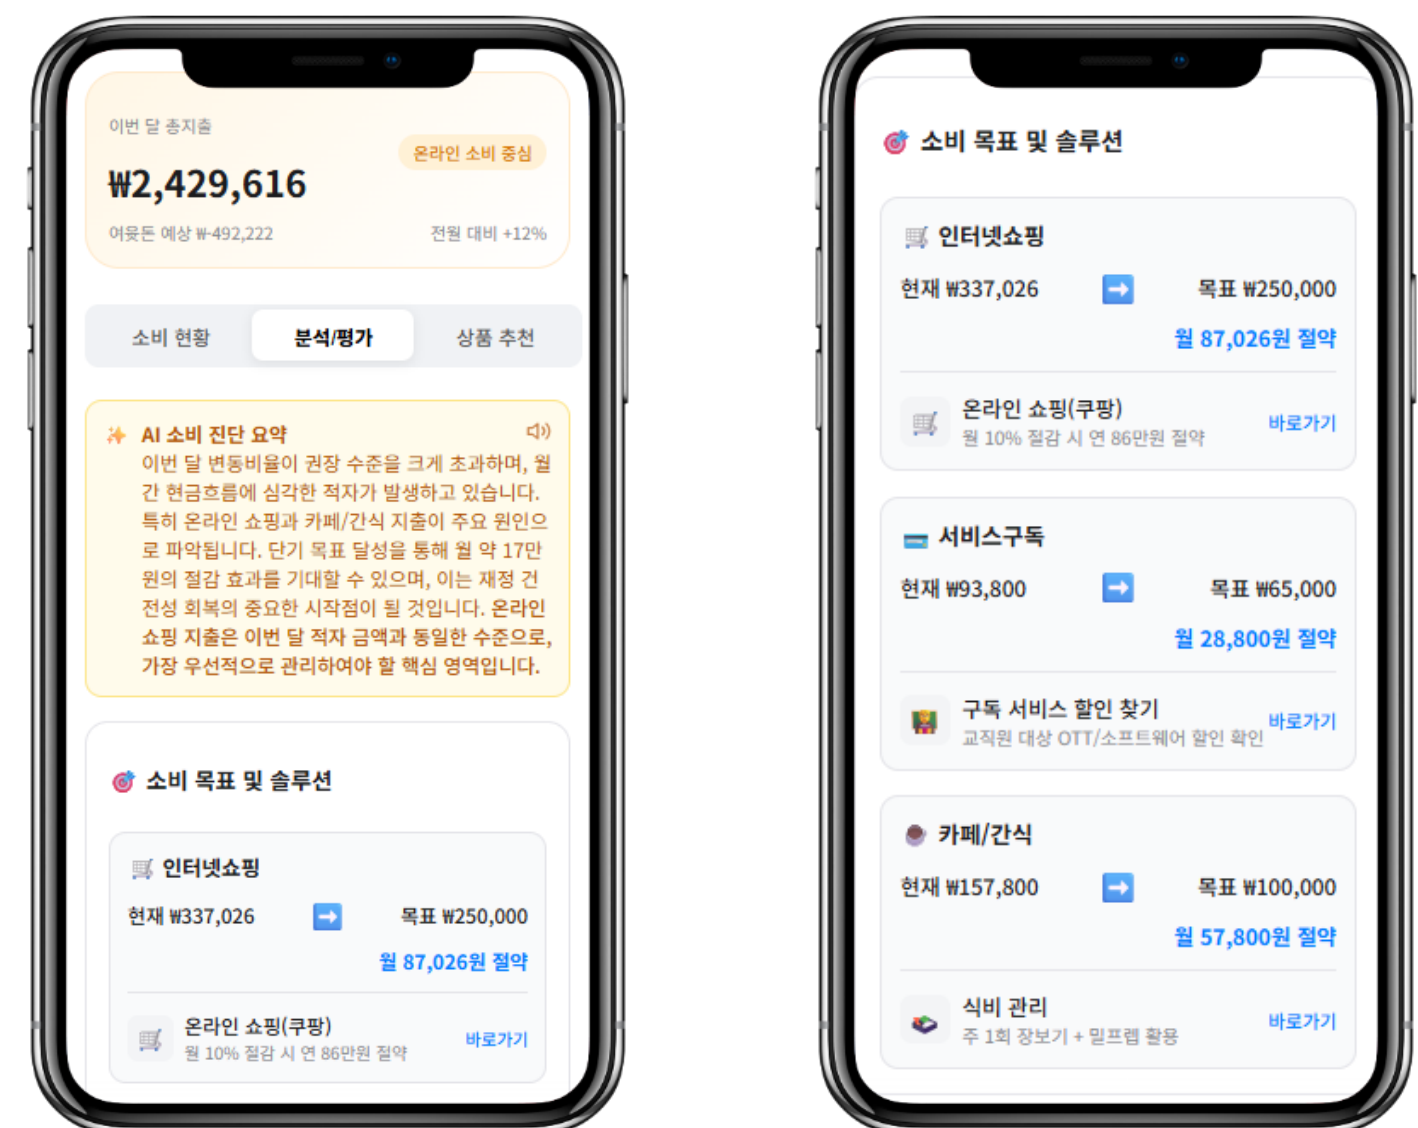 이번 달 총지출
온라인 소비 중심
₩2,429,616
여윳돈 예상 ₩-492,222
전월 대비 +12%
소비 현황
분석/평가
상품 추천
AI 소비 진단 요약
이번 달 변동비율이 권장 수준을 크게 초과하며, 월
간 현금흐름에 심각한 적자가 발생하고 있습니다.
특히 온라인 쇼핑과 카페/간식 지출이 주요 원인으
로 파악됩니다. 단기 목표 달성을 통해 월 약 17만
원의 절감 효과를 기대할 수 있으며, 이는 재정 건
전성 회복의 중요한 시작점이 될 것입니다. 온라인
쇼핑 지출은 이번 달 적자 금액과 동일한 수준으로,
가장 우선적으로 관리하여야 할 핵심 영역입니다.
소비 목표 및 솔루션
인터넷쇼핑
현재 ₩337,026
목표 ₩250,000
월 87,026원 절약
온라인 쇼핑(쿠팡)
월 10% 절감 시 연 86만원 절약
바로가기
소비 목표 및 솔루션
인터넷쇼핑
현재 ₩337,026
목표 ₩250,000
월 87,026원 절약
온라인 쇼핑(쿠팡)
월 10% 절감 시 연 86만원 절약
바로가기
서비스구독
현재 ₩93,800
목표 ₩65,000
월 28,800원 절약
구독 서비스 할인 찾기
교직원 대상 OTT/소프트웨어 할인 확인
바로가기
카페/간식
현재 ₩157,800
목표 ₩100,000
월 57,800원 절약
식비 관리
주 1회 장보기 + 밀프렙 활용
바로가기